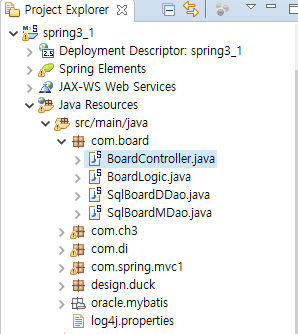 Project Explorer
spring3_1
Deployment Descriptor: spring3_1
Spring Elements
JAX-WS Web Services
Java Resources
src/main/java
com.board
BoardController.java
BoardLogic.java
SqlBoardDDao.java
SqlBoardMDao.java
com.ch3
com.di
com.spring.mvc1
design.duck
oracle.mybatis
log4j.properties